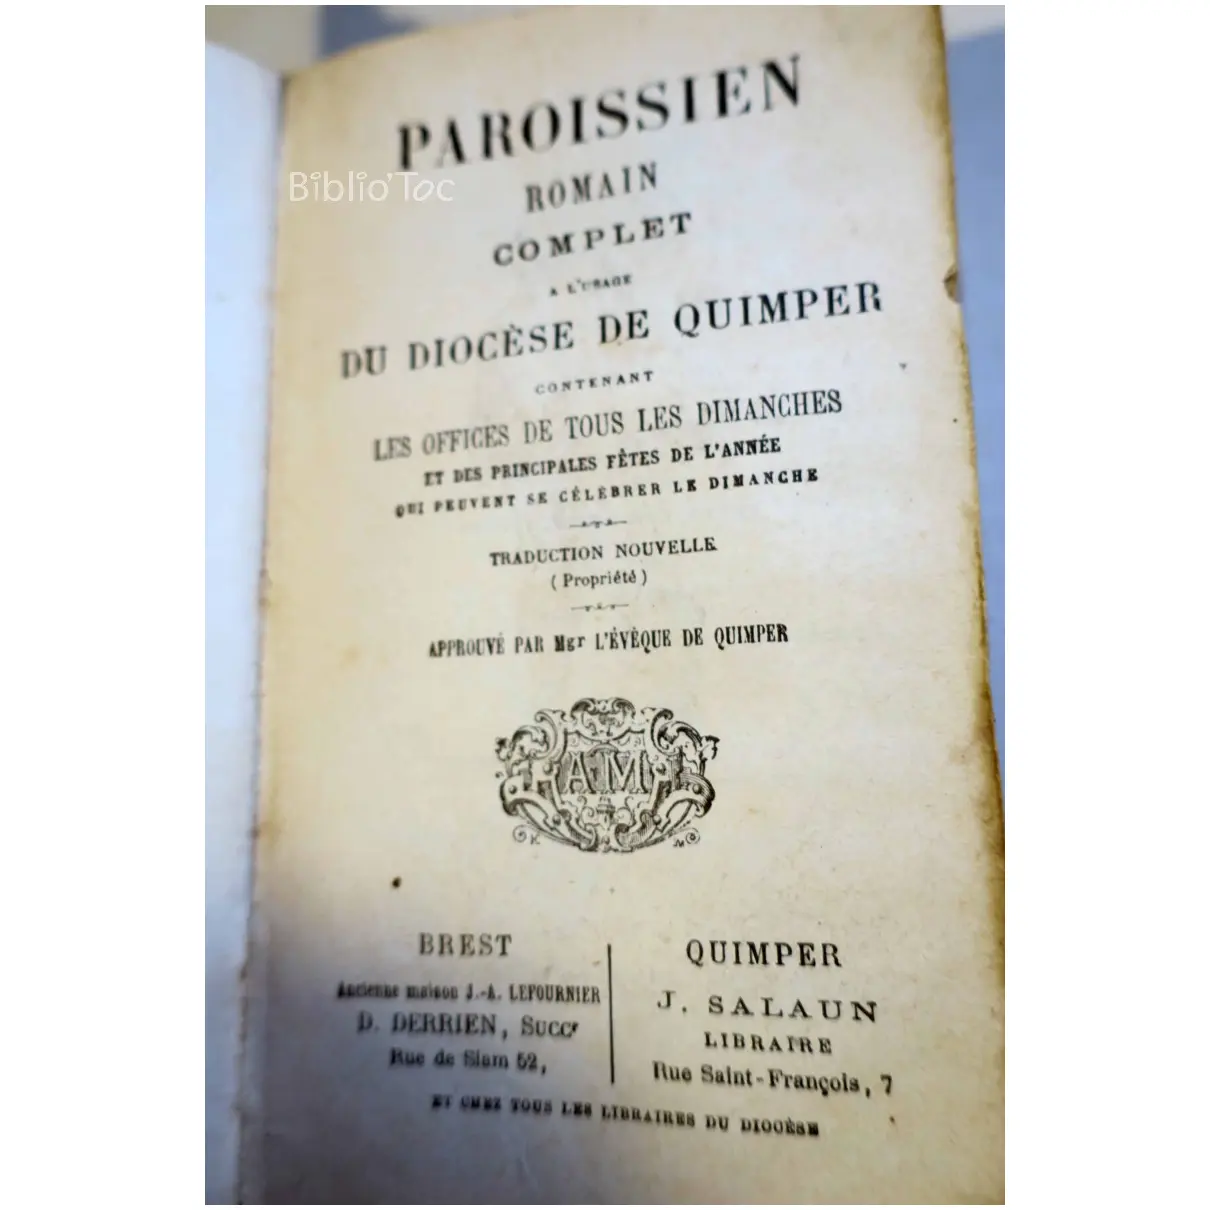 PAROISSIEN
Biblio'Toc
ROMAIN
COMPLET
A L'USAGE
DU DIOCÈSE DE QUIMPER
CONTENANT
LES OFFICES DE TOUS LES DIMANCHES
ET DES PRINCIPALES FÊTES DE L'ANNÉE
QUI PEUVENT SE CÉLÉBRER LE DIMANCHE
TRADUCTION NOUVELLE
(Propriété)
APPROUVÉ PAR Mgr L'ÉVÊQUE DE QUIMPER
AM
BREST
Ancienne maison J.-A. LEFOURNIER
D. DERRIEN, Succr
Rue de Siam 52,
QUIMPER
J. SALAUN
LIBRAIRE
Rue Saint-François, 7
ET CHEZ TOUS LES LIBRAIRES DU DIOCÈSE